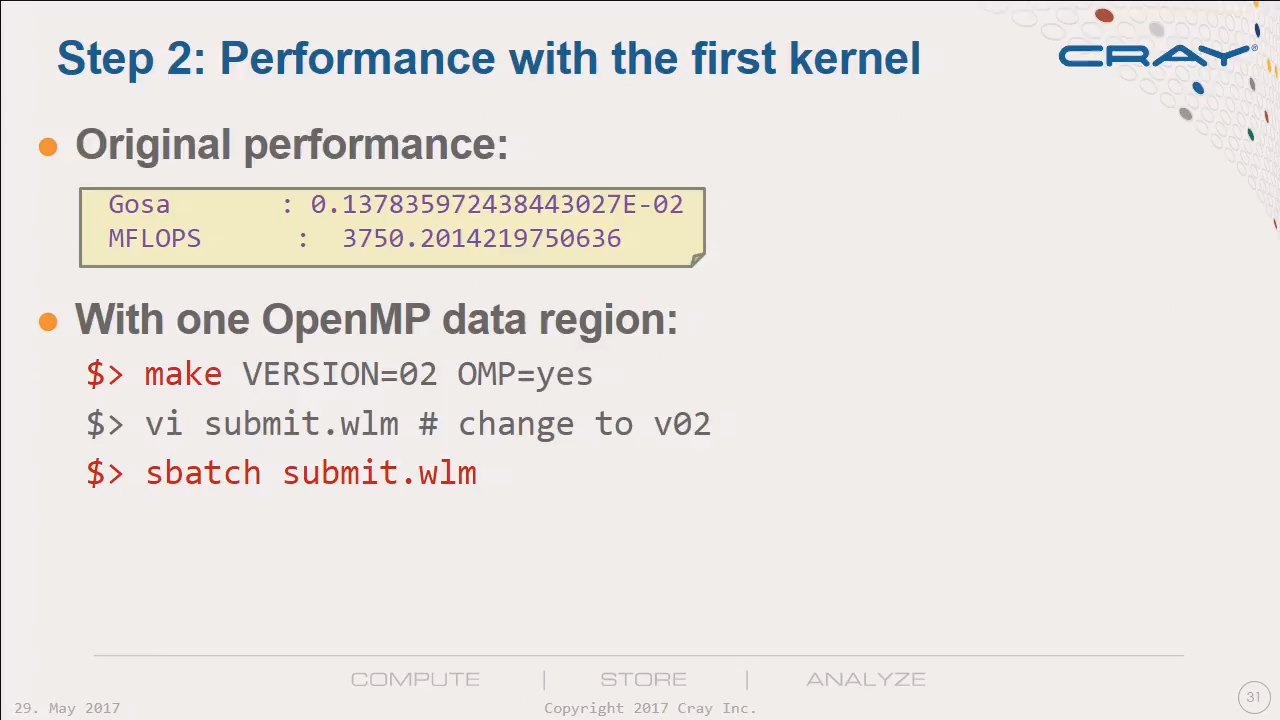 Step 2: Performance with the first kernel
CRAY®
Original performance:
Gosa : 0.137835972438443027E-02
MFLOPS : 3750.2014219750636
With one OpenMP data region:
$> make VERSION=02 OMP=yes
$> vi submit.wlm # change to v02
$> sbatch submit.wlm
COMPUTE | STORE | ANALYZE
29. May 2017 Copyright 2017 Cray Inc. 31